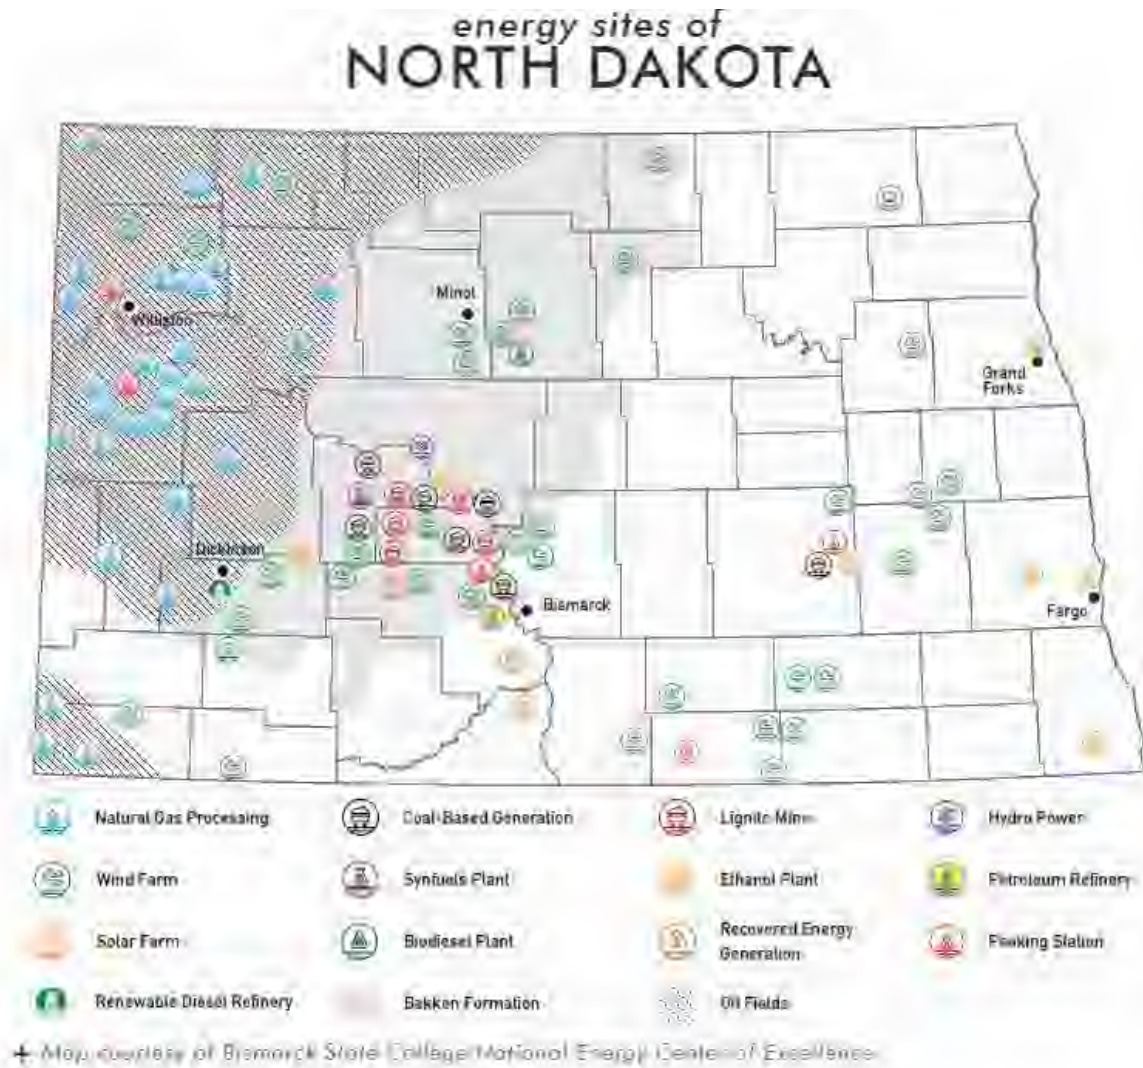 energy sites of
NORTH DAKOTA
Minot
Williston
Grand
Forks
Dickinson
Bismarck
Fargo
Natural Gas Processing
Coal-Based Generation
Lignite Mine
Hydro Power
Wind Farm
Synfuels Plant
Ethanol Plant
Petroleum Refinery
Solar Farm
Biodiesel Plant
Recovered Energy
Generation
Peaking Station
Renewable Diesel Refinery
Bakken Formation
Oil Fields
+ Map courtesy of Bismarck State College National Energy Center of Excellence